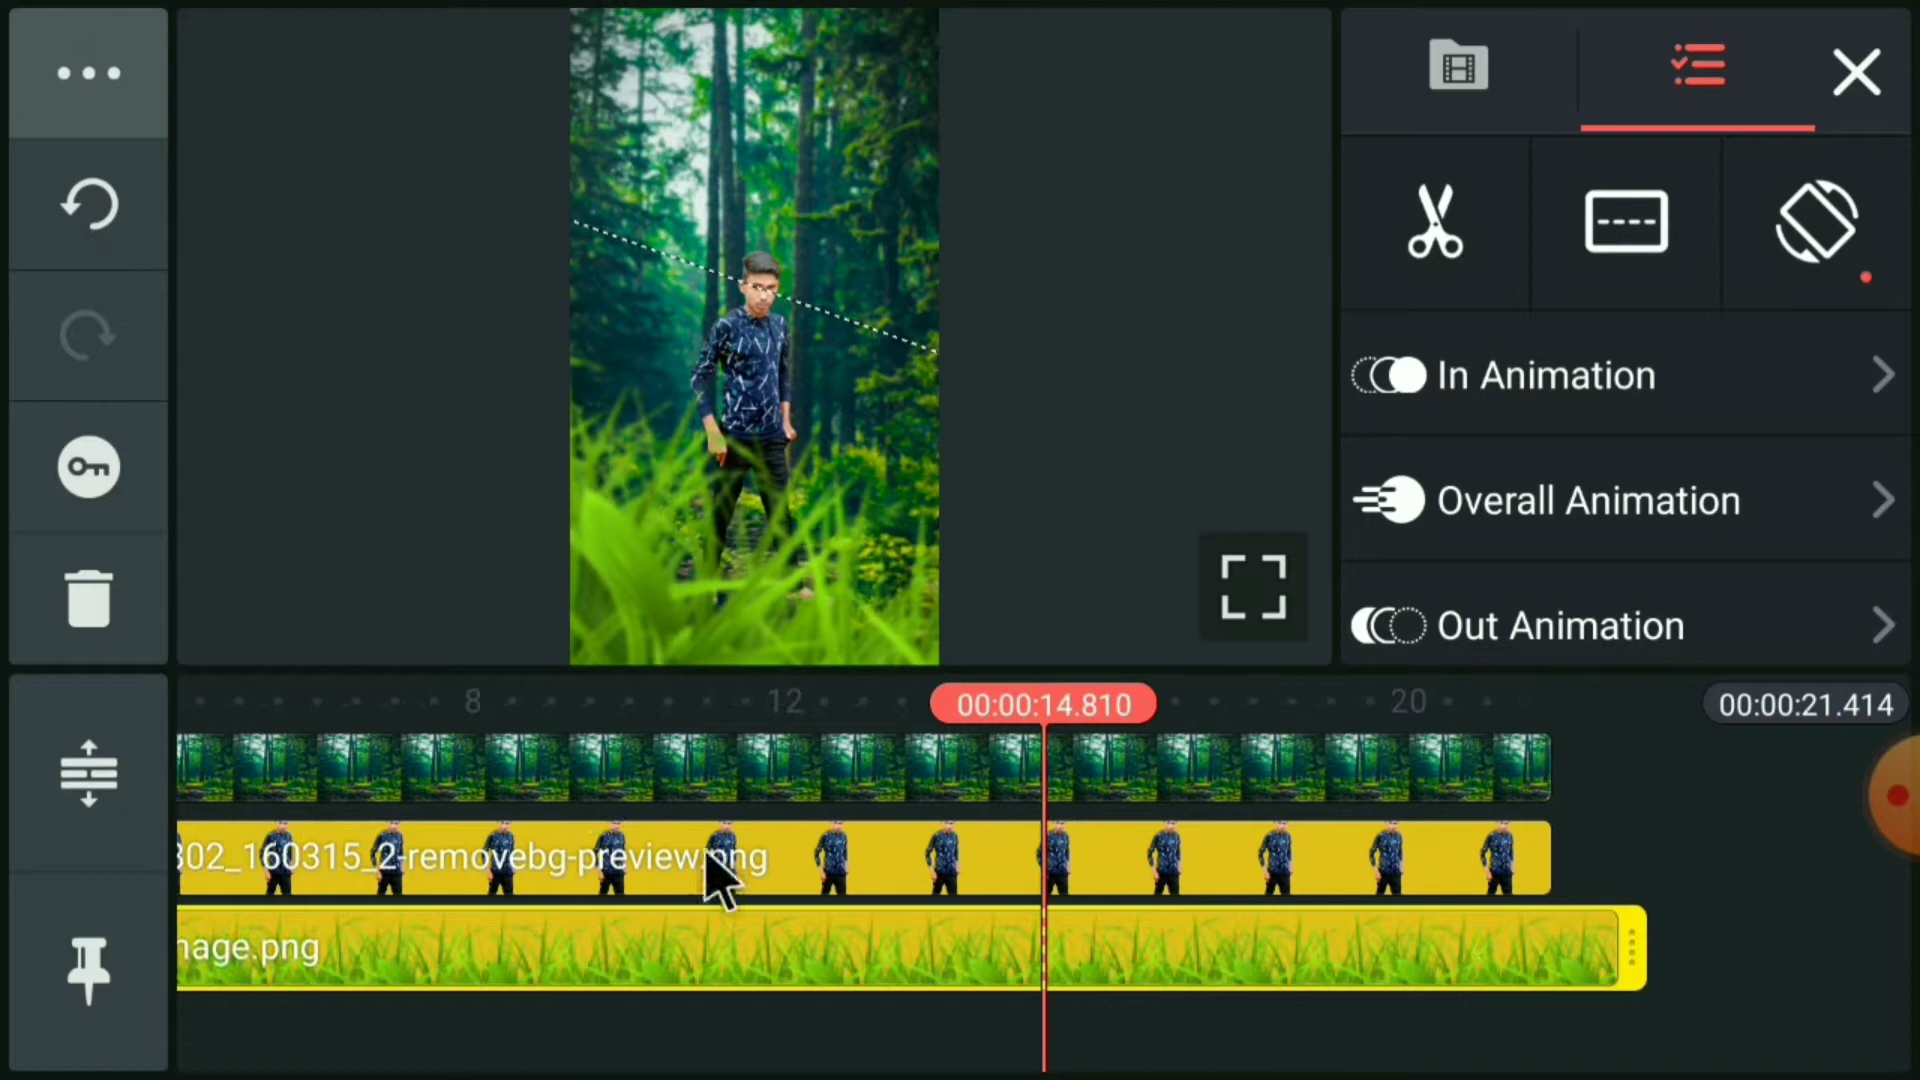 In Animation
Overall Animation
Out Animation
8
12
00:00:14.810
20
00:00:21.414
302_160315_2-removebg-preview.png
nage.png